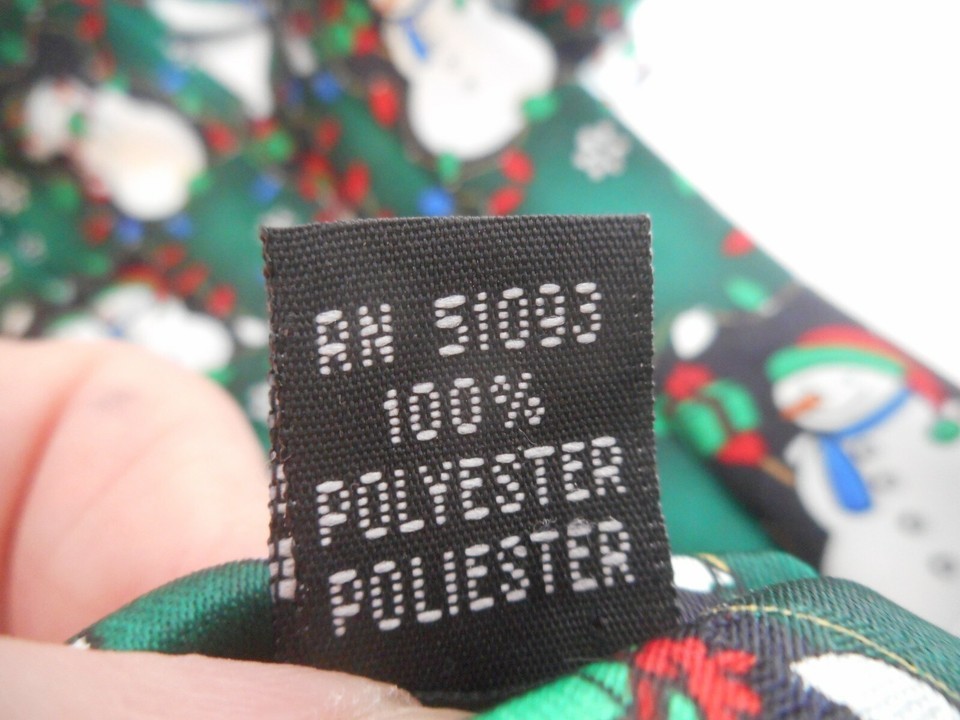 RN 51093
100%
POLYESTER
POLIESTER